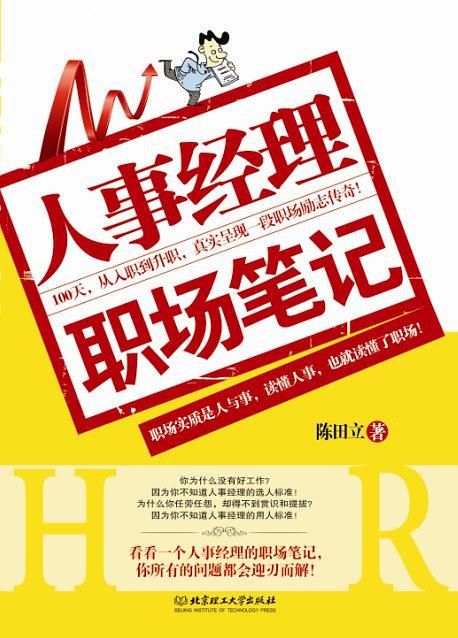 人事经理
100天，从入职到升职，真实呈现一段职场励志传奇！
职场笔记
职场实质是人与事，读懂人事，也就读懂了职场！
陈田立 著
HR
你为什么没有好工作？
因为你不知道人事经理的选人标准！
为什么你任劳任怨，却得不到赏识和提拔？
因为你不知道人事经理的用人标准！
看看一个人事经理的职场笔记，
你所有的问题都会迎刃而解！
北京理工大学出版社
BEIJING INSTITUTE OF TECHNOLOGY PRESS